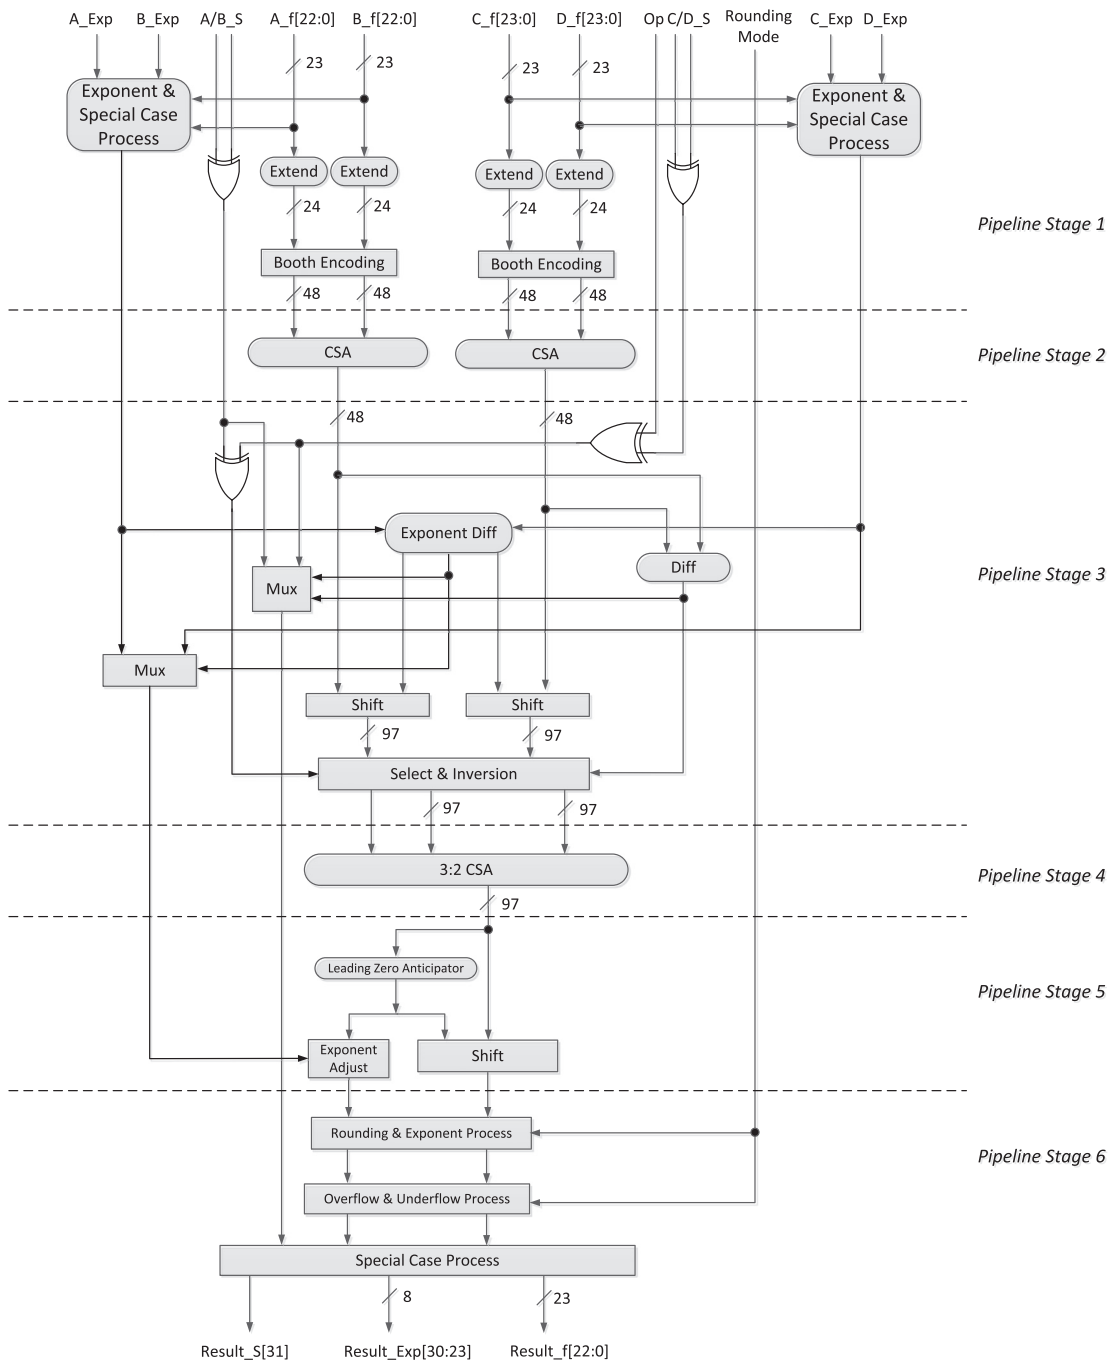 A_Exp B_Exp A/B_S A_f[22:0] B_f[22:0] C_f[23:0] D_f[23:0] Op C/D_S Rounding Mode C_Exp D_Exp
23 23 23 23
Exponent & Special Case Process
Exponent & Special Case Process
Extend Extend Extend Extend
24 24 24 24
Pipeline Stage 1
Booth Encoding Booth Encoding
48 48 48 48
CSA CSA Pipeline Stage 2
48 48
Exponent Diff
Diff Pipeline Stage 3
Mux
Mux
Shift Shift
97 97
Select & Inversion
97 97
3:2 CSA Pipeline Stage 4
97
Leading Zero Anticipator
Pipeline Stage 5
Exponent Adjust
Shift
Rounding & Exponent Process
Pipeline Stage 6
Overflow & Underflow Process
Special Case Process
8 23
Result_S[31] Result_Exp[30:23] Result_f[22:0]